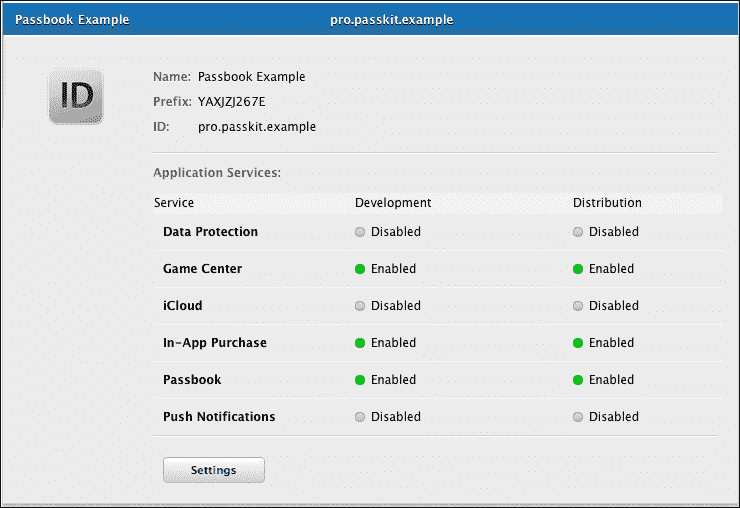 Passbook Example pro.passkit.example
ID
Name: Passbook Example
Prefix: YAXJZJ267E
ID: pro.passkit.example
Application Services:
Service Development Distribution
Data Protection Disabled Disabled
Game Center Enabled Enabled
iCloud Disabled Disabled
In-App Purchase Enabled Enabled
Passbook Enabled Enabled
Push Notifications Disabled Disabled
Settings